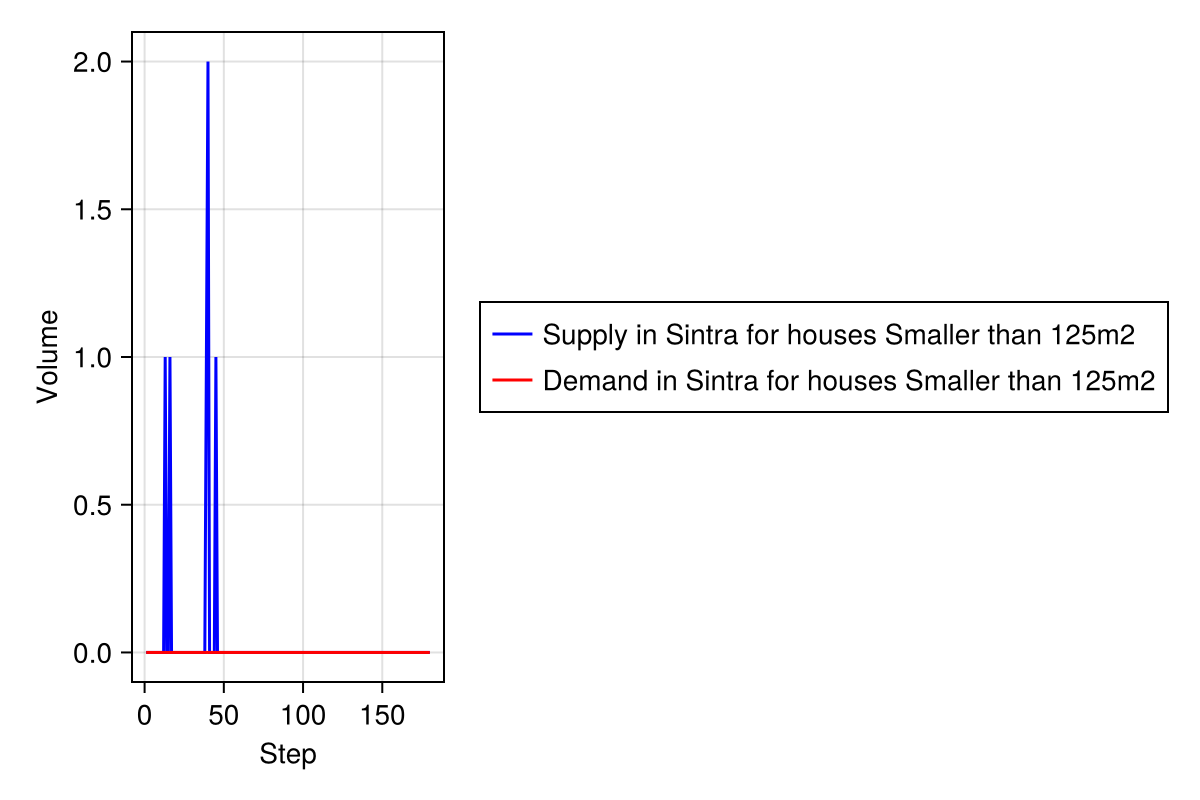 2.0
1.5
1.0
0.5
0.0
Volume
0 50 100 150
Step
Supply in Sintra for houses Smaller than 125m2
Demand in Sintra for houses Smaller than 125m2